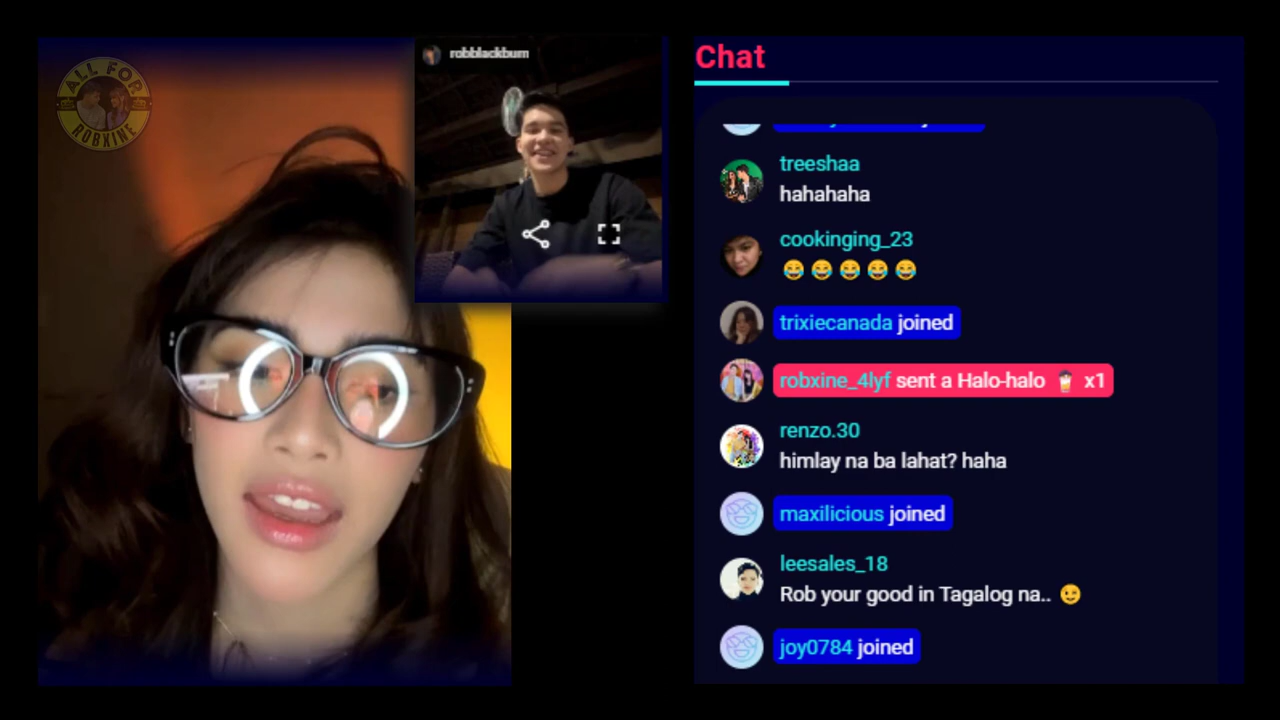 ALL FOR
ROBXINE
robblackburn
Chat
treeshaa
hahahaha
cookinging_23
😂😂😂😂😂
trixiecanada joined
robxine_4lyf sent a Halo-halo 🥤 x1
renzo.30
himlay na ba lahat? haha
maxilicious joined
leesales_18
Rob your good in Tagalog na.. 😉
joy0784 joined